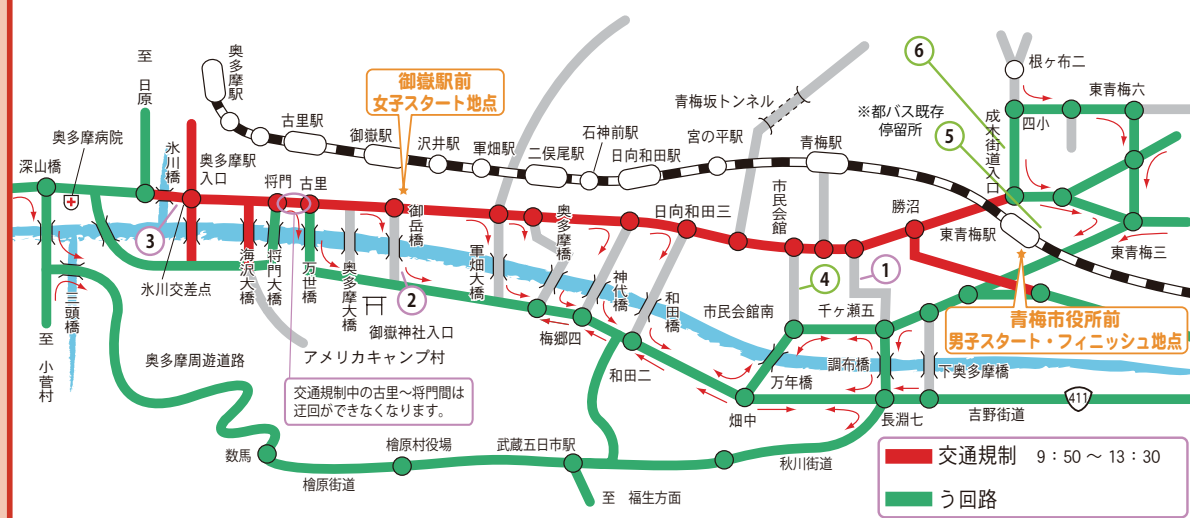 至 日原
奥多摩駅
奥多摩病院
深山橋
氷川橋
奥多摩駅
入口
古里駅
御嶽駅
御嶽駅前
女子スタート地点
沢井駅
軍畑駅
二俣尾駅
石神前駅
日向和田駅
宮の平駅
青梅坂トンネル
青梅駅
※都バス既存
停留所
6
5
成木街道入口
根ヶ布二
四小
東青梅六
将門
古里
御岳橋
奥多摩橋
日向和田三
市民会館
勝沼
東青梅駅
東青梅三
3
氷川交差点
海沢大橋
将門大橋
万世橋
奥多摩大橋
御嶽神社入口
2
軍畑大橋
神代橋
和田橋
4
1
市民会館南
千ヶ瀬五
青梅市役所前
男子スタート・フィニッシュ地点
三頭橋
至 小菅村
奥多摩周遊道路
アメリカキャンプ村
交通規制中の古里～将門間は
迂回ができなくなります。
梅郷四
和田二
万年橋
調布橋
下奥多摩橋
畑中
長淵七
411
吉野街道
数馬
檜原村役場
武蔵五日市駅
檜原街道
秋川街道
至 福生方面
交通規制 9：50 ～ 13：30
う回路